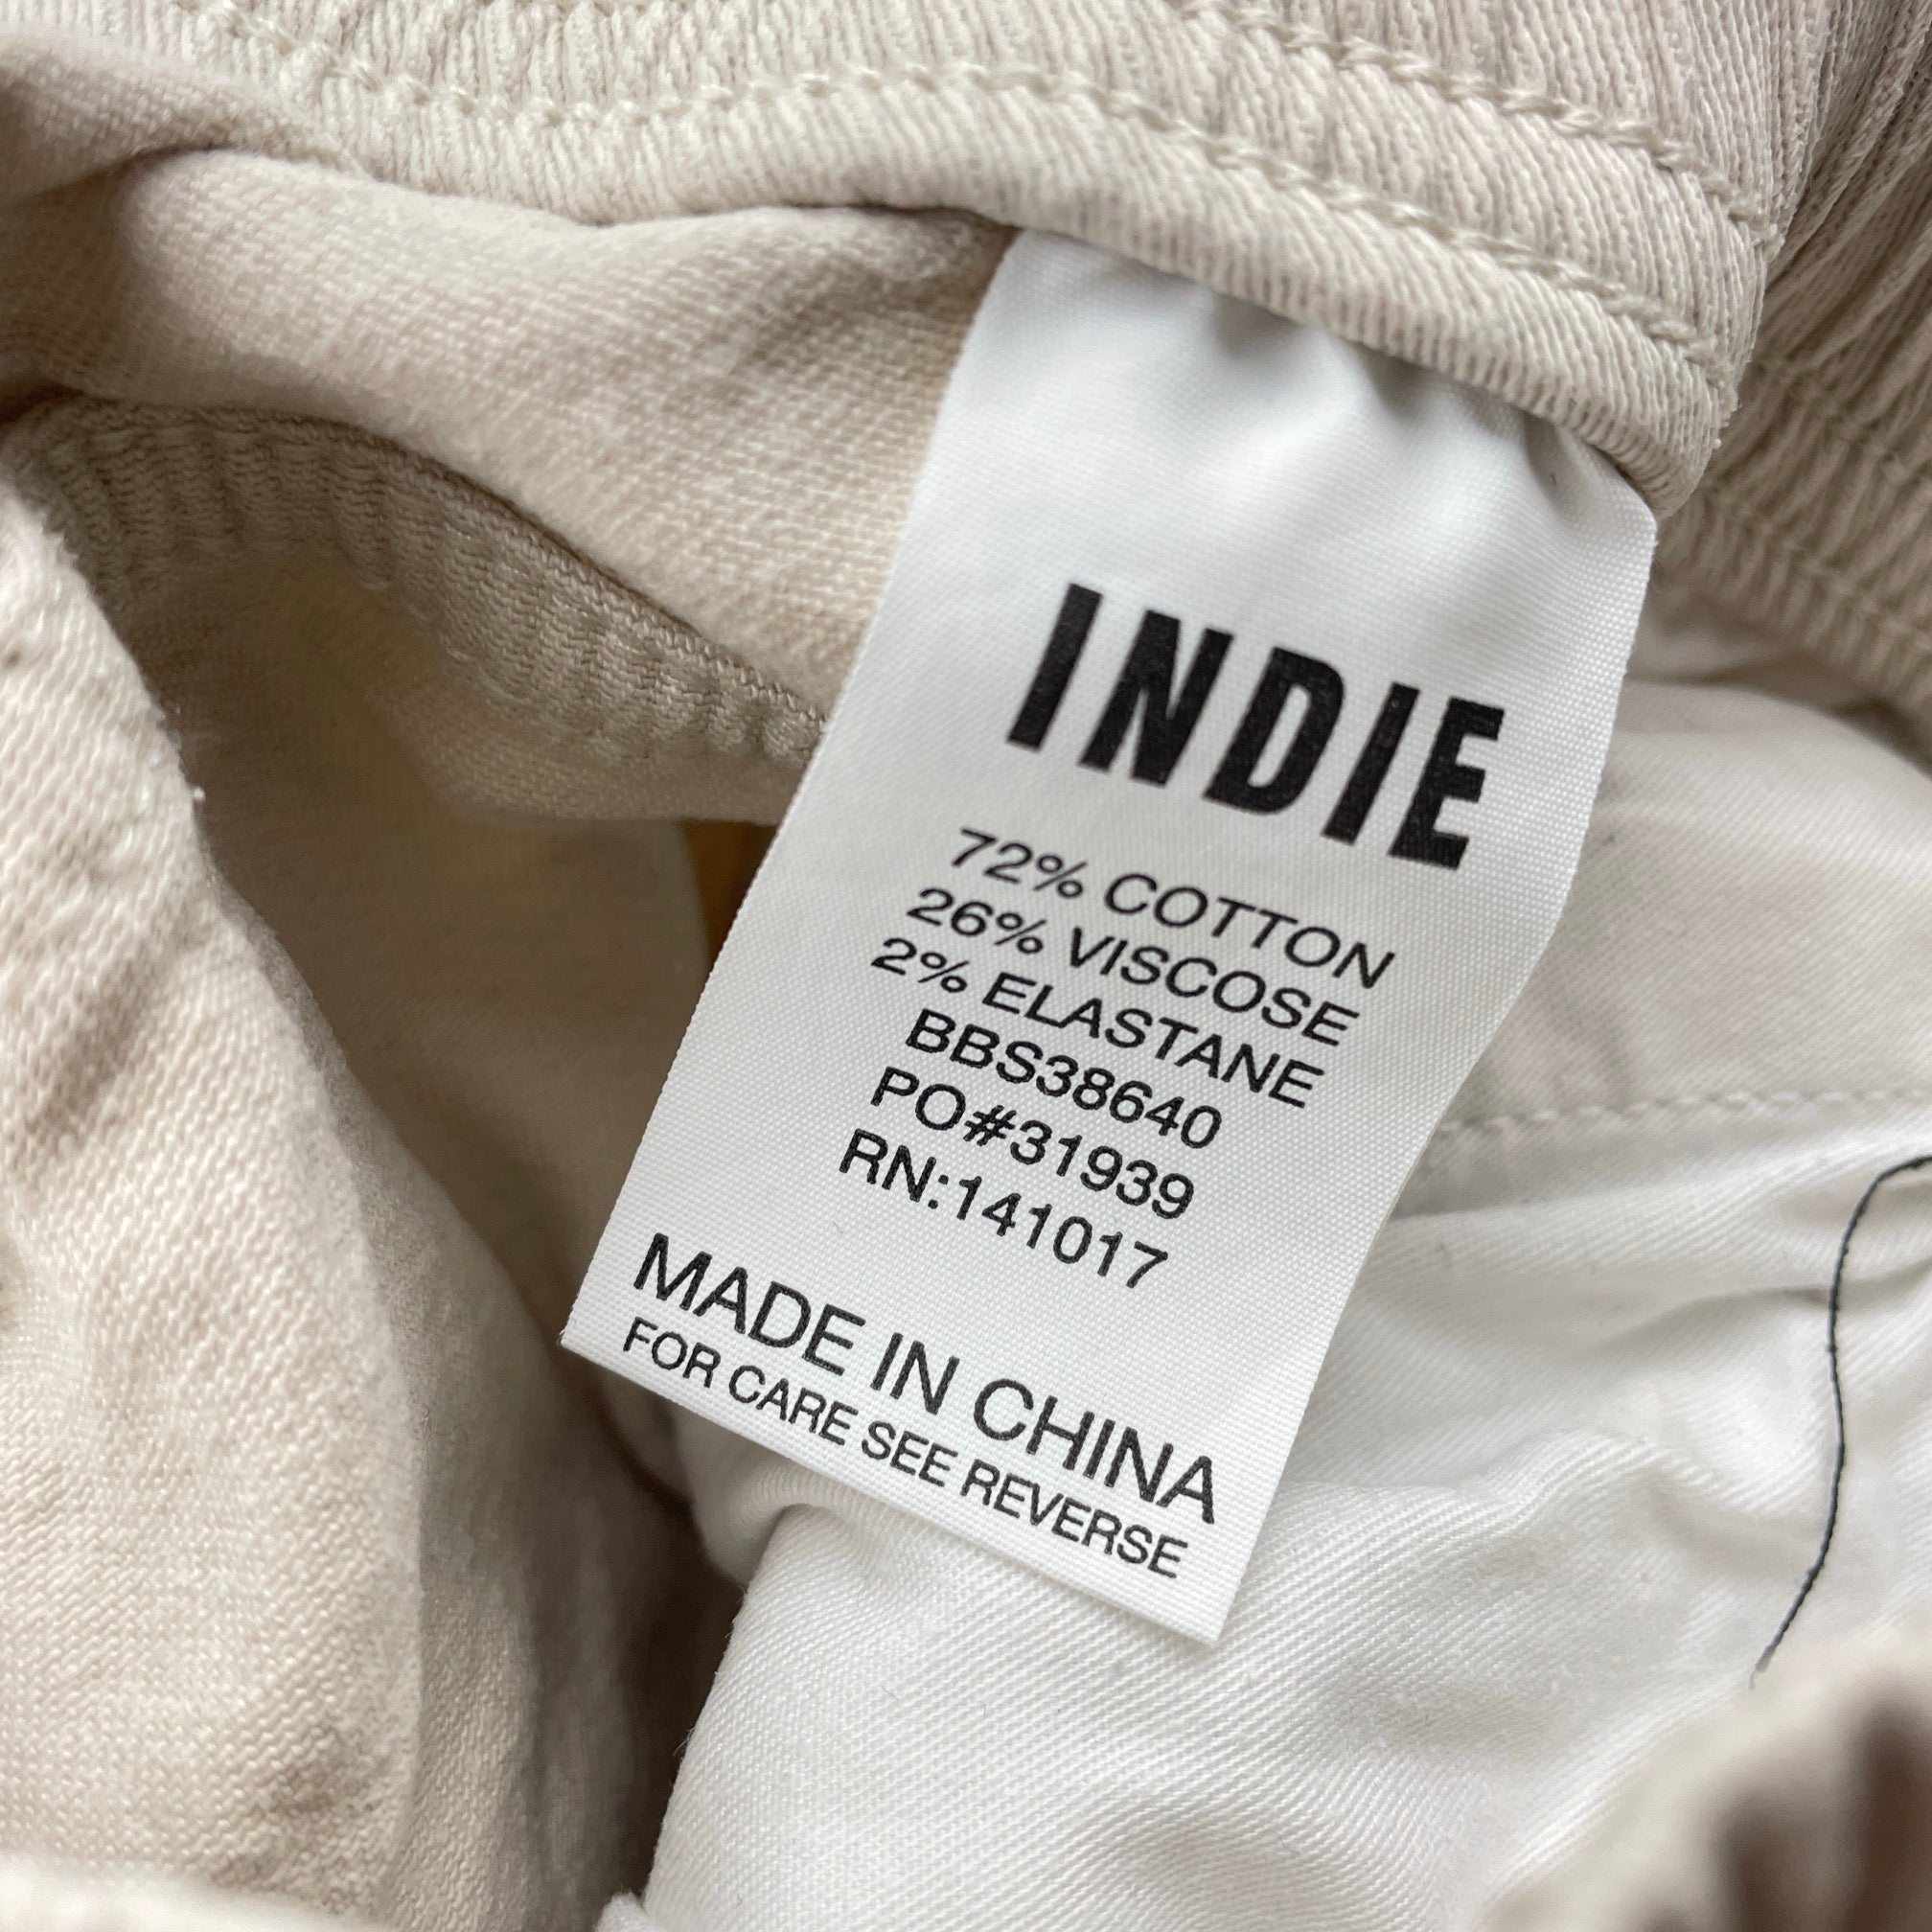 INDIE
72% COTTON
26% VISCOSE
2% ELASTANE
BBS38640
PO#31939
RN:141017
MADE IN CHINA
FOR CARE SEE REVERSE